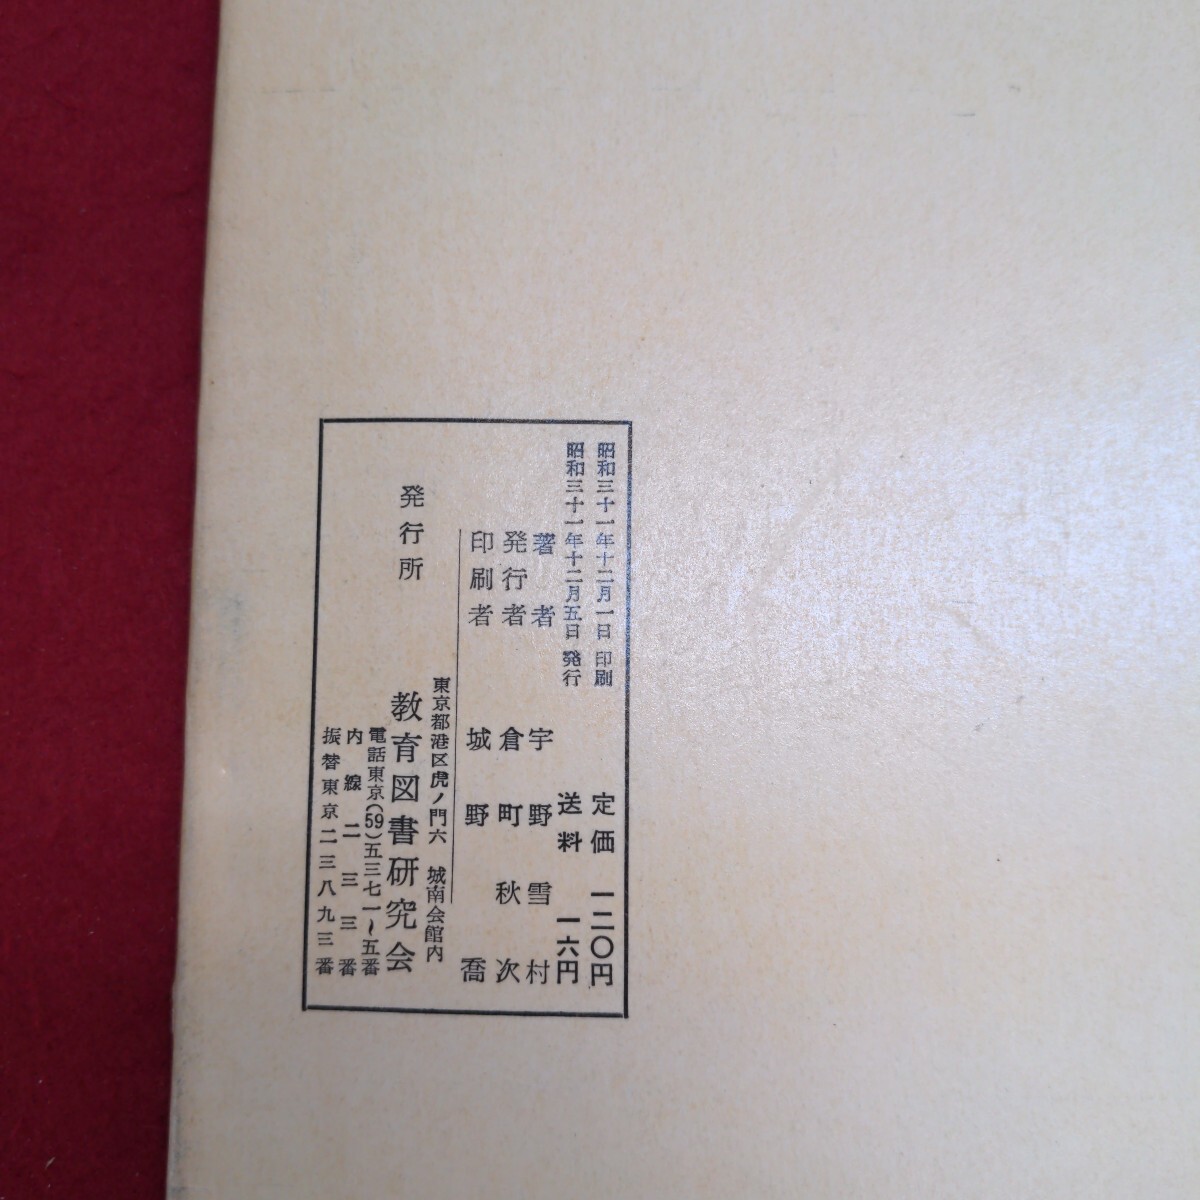 昭和三十一年十二月一日 印刷
昭和三十一年十二月五日 発行
定価 一二〇円
送料 一六円
著者 宇野雪村
発行者 倉町秋次
印刷者 城野喬
東京都港区虎ノ門六 城南会館内
発行所 教育図書研究会
電話東京(59)五三七一~五番
内線二三三番
振替東京二三八九三番